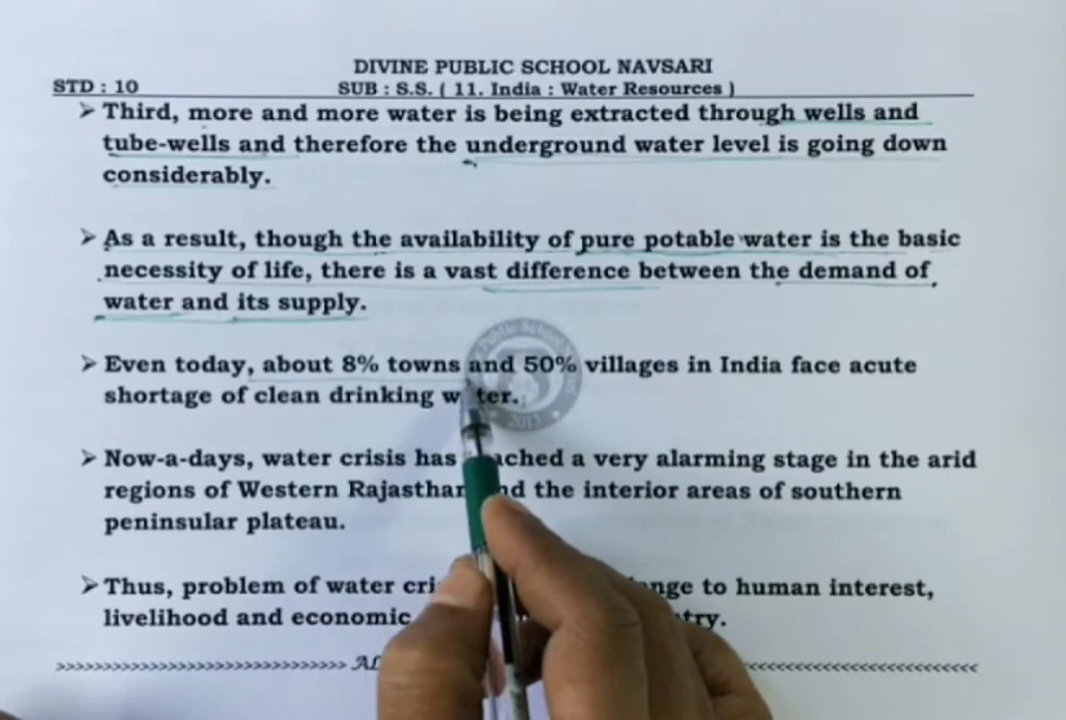 DIVINE PUBLIC SCHOOL NAVSARI
STD : 10 SUB : S.S. ( 11. India : Water Resources )
➢ Third, more and more water is being extracted through wells and
tube-wells and therefore the underground water level is going down
considerably.
➢ As a result, though the availability of pure potable water is the basic
necessity of life, there is a vast difference between the demand of
water and its supply.
➢ Even today, about 8% towns and 50% villages in India face acute
shortage of clean drinking water.
➢ Now-a-days, water crisis has reached a very alarming stage in the arid
regions of Western Rajasthan and the interior areas of southern
peninsular plateau.
➢ Thus, problem of water to human interest,
livelihood and economic